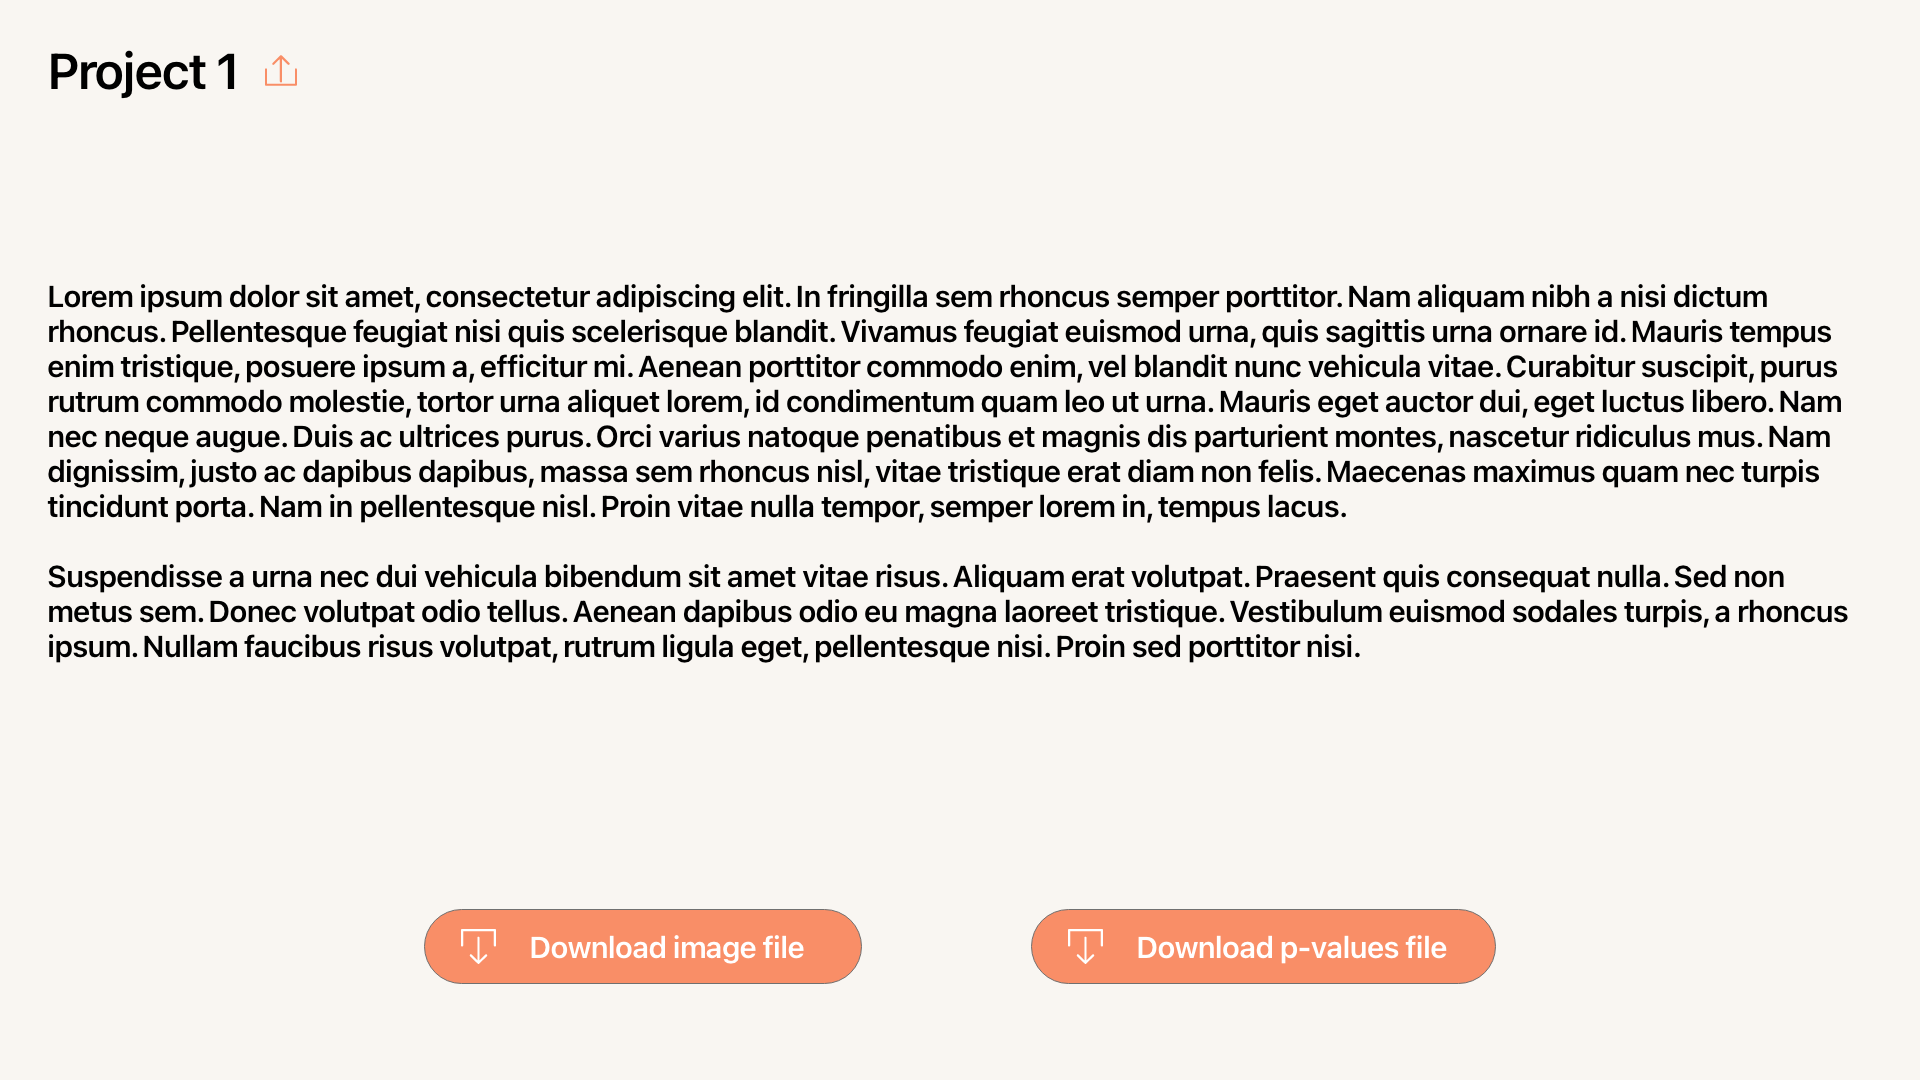 Project 1
Lorem ipsum dolor sit amet, consectetur adipiscing elit. In fringilla sem rhoncus semper porttitor. Nam aliquam nibh a nisi dictum
rhoncus. Pellentesque feugiat nisi quis scelerisque blandit. Vivamus feugiat euismod urna, quis sagittis urna ornare id. Mauris tempus
enim tristique, posuere ipsum a, efficitur mi. Aenean porttitor commodo enim, vel blandit nunc vehicula vitae. Curabitur suscipit, purus
rutrum commodo molestie, tortor urna aliquet lorem, id condimentum quam leo ut urna. Mauris eget auctor dui, eget luctus libero. Nam
nec neque augue. Duis ac ultrices purus. Orci varius natoque penatibus et magnis dis parturient montes, nascetur ridiculus mus. Nam
dignissim, justo ac dapibus dapibus, massa sem rhoncus nisl, vitae tristique erat diam non felis. Maecenas maximus quam nec turpis
tincidunt porta. Nam in pellentesque nisl. Proin vitae nulla tempor, semper lorem in, tempus lacus.
Suspendisse a urna nec dui vehicula bibendum sit amet vitae risus. Aliquam erat volutpat. Praesent quis consequat nulla. Sed non
metus sem. Donec volutpat odio tellus. Aenean dapibus odio eu magna laoreet tristique. Vestibulum euismod sodales turpis, a rhoncus
ipsum. Nullam faucibus risus volutpat, rutrum ligula eget, pellentesque nisi. Proin sed porttitor nisi.
Download image file
Download p-values file